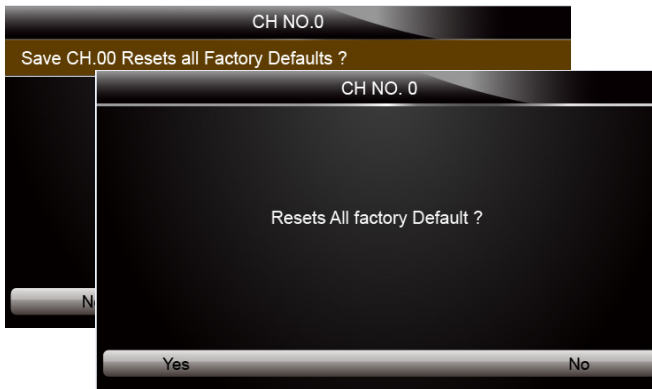 CH NO.0
Save CH.00 Resets all Factory Defaults ?
CH NO. 0
Resets All factory Default ?
Yes No